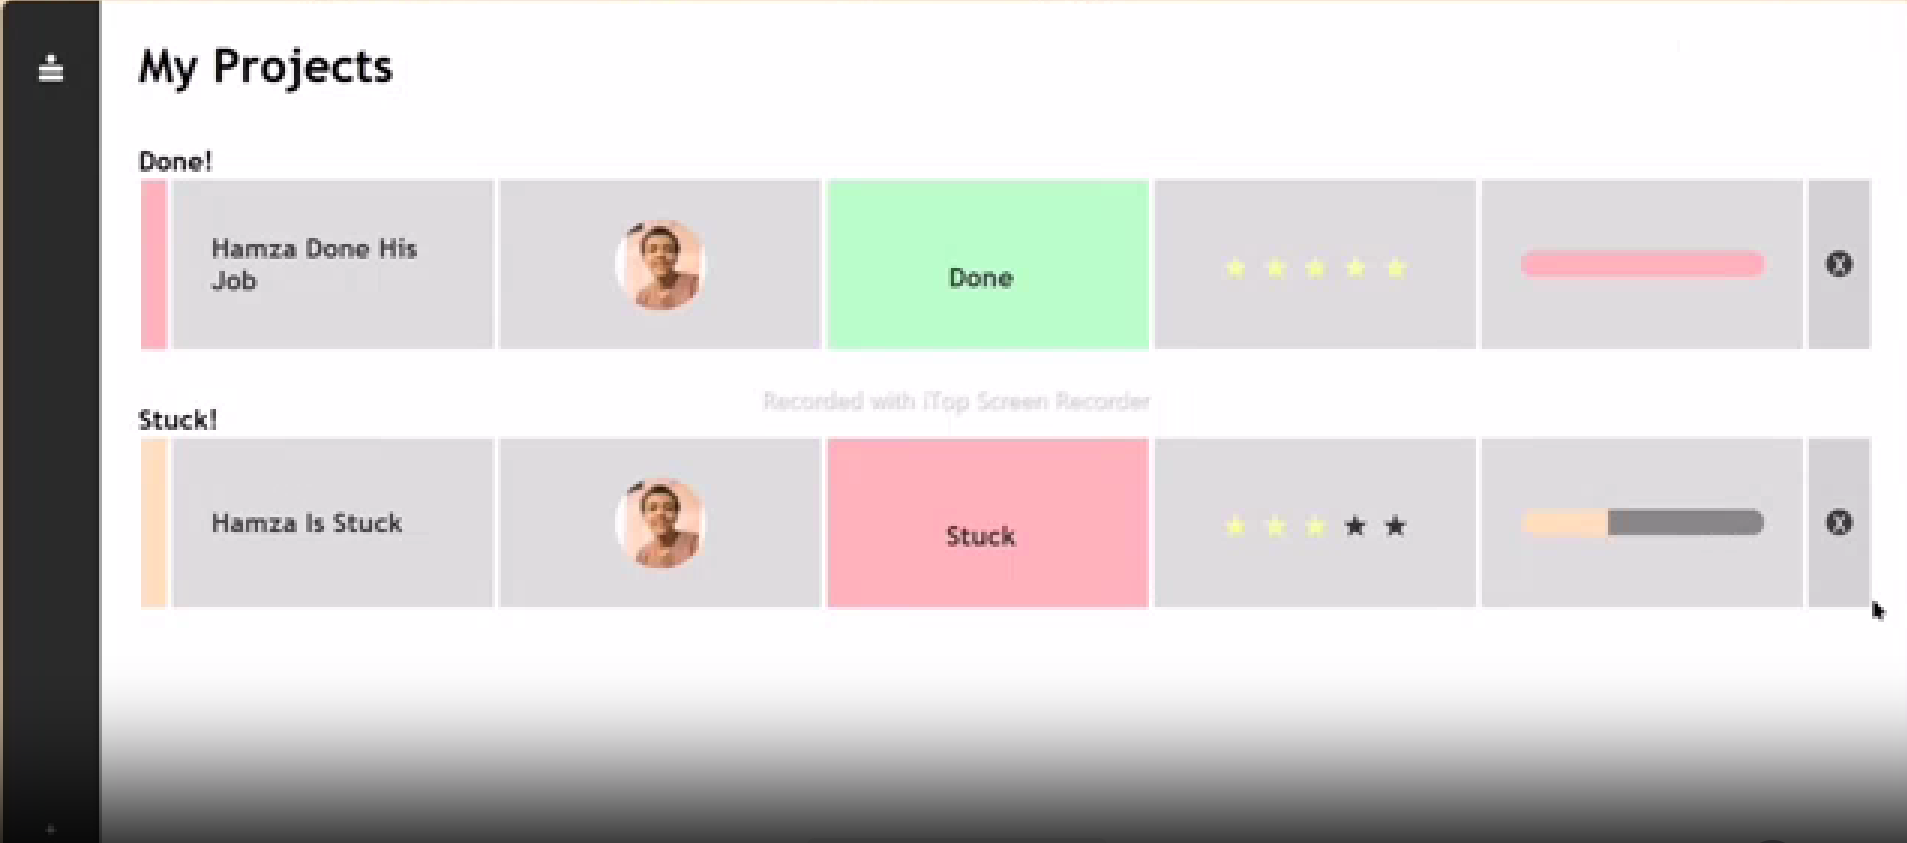 My Projects
Done!
Hamza Done His
Job
Done
Recorded with iTop Screen Recorder
Stuck!
Hamza Is Stuck
Stuck